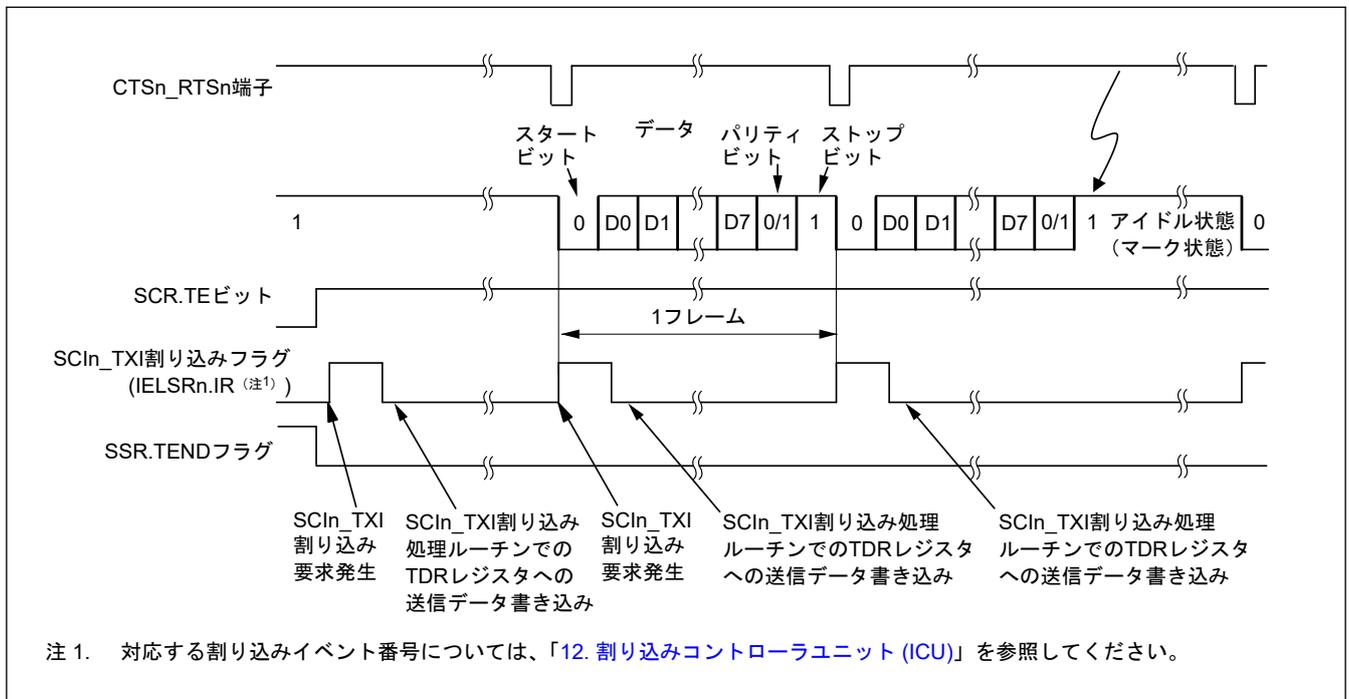 CTSn_RTSn端子
スタート
ビット
データ
パリティ
ビット
ストップ
ビット
1
0
D0
D1
D7
0/1
1
0
D0
D1
D7
0/1
1
アイドル状態
（マーク状態）
0
SCR.TEビット
1フレーム
SCIn_TXI割り込みフラグ
(IELSRn.IR（注1）)
SSR.TENDフラグ
SCIn_TXI
割り込み
要求発生
SCIn_TXI割り込み
処理ルーチンでの
TDRレジスタへの
送信データ書き込み
SCIn_TXI
割り込み
要求発生
SCIn_TXI割り込み処理
ルーチンでのTDRレジスタ
への送信データ書き込み
SCIn_TXI割り込み処理
ルーチンでのTDRレジスタ
への送信データ書き込み
注 1. 対応する割り込みイベント番号については、「12. 割り込みコントローラユニット (ICU)」を参照してください。